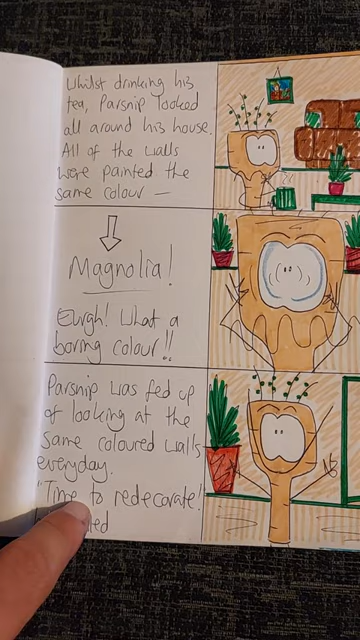 Whilst drinking his
tea, Parsnip looked
all around his house.
All of the walls
were painted the
same colour —
Magnolia!
Eurgh! What a
boring colour!!
Parsnip was fed up
of looking at the
same coloured walls
everyday.
"Time to redecorate!"